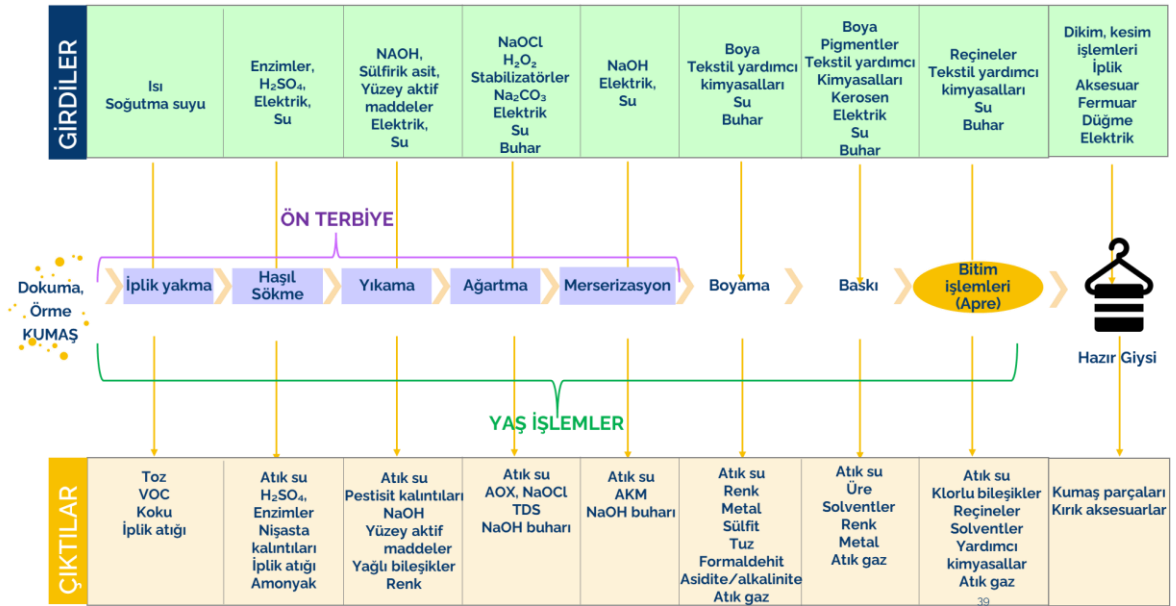 GİRDİLER
Isı
Soğutma suyu
Enzimler,
H₂SO₄,
Elektrik,
Su
NAOH,
Sülfirik asit,
Yüzey aktif
maddeler
Elektrik,
Su
NaOCl
H₂O₂
Stabilizatörler
Na₂CO₃
Elektrik
Su
Buhar
NaOH
Elektrik,
Su
Boya
Tekstil yardımcı
kimyasalları
Su
Buhar
Boya
Pigmentler
Tekstil yardımcı
Kimyasalları
Kerosen
Elektrik
Su
Buhar
Reçineler
Tekstil yardımcı
kimyasalları
Su
Buhar
Dikim, kesim
işlemleri
İplik
Aksesuar
Fermuar
Düğme
Elektrik
ÖN TERBİYE
Dokuma,
Örme
KUMAŞ
İplik yakma
Haşıl
Sökme
Yıkama
Ağartma
Merserizasyon
Boyama
Baskı
Bitim
işlemleri
(Apre)
Hazır Giysi
YAŞ İŞLEMLER
ÇIKTILAR
Toz
VOC
Koku
İplik atığı
Atık su
H₂SO₄,
Enzimler
Nişasta
kalıntıları
İplik atığı
Amonyak
Atık su
Pestisit kalıntıları
NaOH
Yüzey aktif
maddeler
Yağlı bileşikler
Renk
Atık su
AOX, NaOCl
TDS
NaOH buharı
Atık su
AKM
NaOH buharı
Atık su
Renk
Metal
Sülfit
Tuz
Formaldehit
Asidite/alkalinite
Atık gaz
Atık su
Üre
Solventler
Renk
Metal
Atık gaz
Atık su
Klorlu bileşikler
Reçineler
Solventler
Yardımcı
kimyasallar
Atık gaz
Kumaş parçaları
Kırık aksesuarlar
39